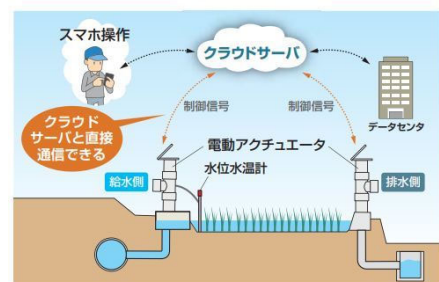 スマホ操作
クラウドサーバ
制御信号
制御信号
データセンタ
クラウド
サーバと直接
通信できる
電動アクチュエータ
水位水温計
給水側
排水側